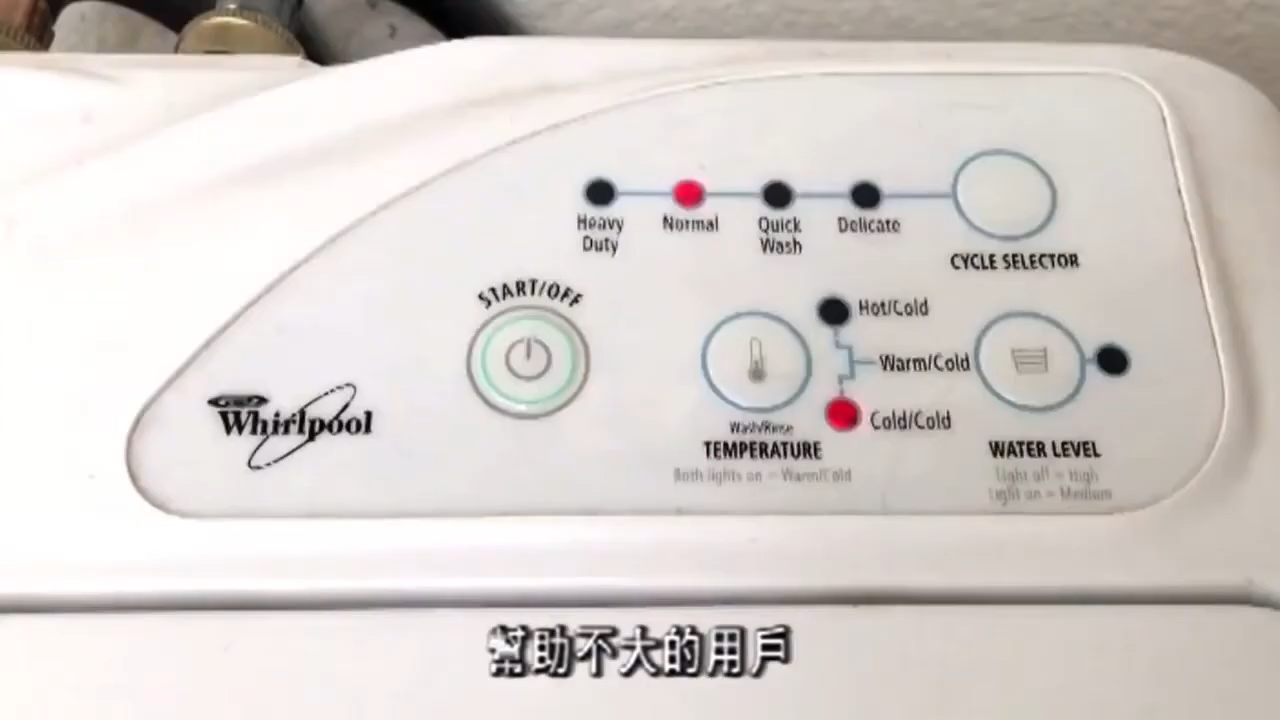 Heavy
Duty
Normal
Quick
Wash
Delicate
CYCLE SELECTOR
START/OFF
Hot/Cold
Warm/Cold
Cold/Cold
Whirlpool
Wash/Rinse
TEMPERATURE
Both lights on = Warm/Cold
WATER LEVEL
Light off = High
Light on = Medium
幫助不大的用戶